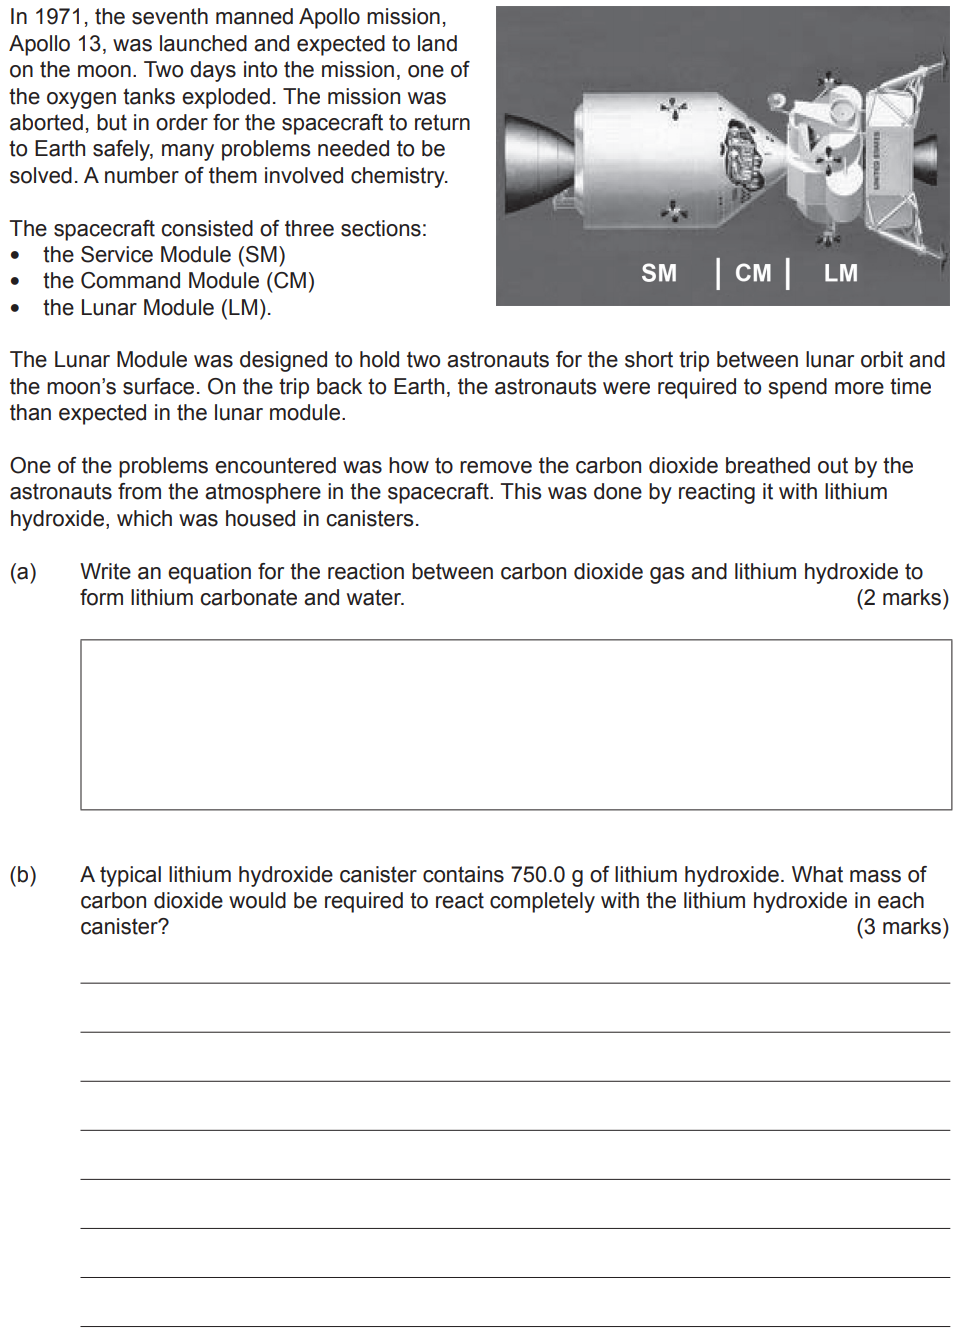 In 1971, the seventh manned Apollo mission,
Apollo 13, was launched and expected to land
on the moon. Two days into the mission, one of
the oxygen tanks exploded. The mission was
aborted, but in order for the spacecraft to return
to Earth safely, many problems needed to be
solved. A number of them involved chemistry.
The spacecraft consisted of three sections:
• the Service Module (SM)
• the Command Module (CM)
• the Lunar Module (LM).
UNITED STATES
SM | CM | LM
The Lunar Module was designed to hold two astronauts for the short trip between lunar orbit and
the moon’s surface. On the trip back to Earth, the astronauts were required to spend more time
than expected in the lunar module.
One of the problems encountered was how to remove the carbon dioxide breathed out by the
astronauts from the atmosphere in the spacecraft. This was done by reacting it with lithium
hydroxide, which was housed in canisters.
(a) Write an equation for the reaction between carbon dioxide gas and lithium hydroxide to
form lithium carbonate and water. (2 marks)
(b) A typical lithium hydroxide canister contains 750.0 g of lithium hydroxide. What mass of
carbon dioxide would be required to react completely with the lithium hydroxide in each
canister? (3 marks)